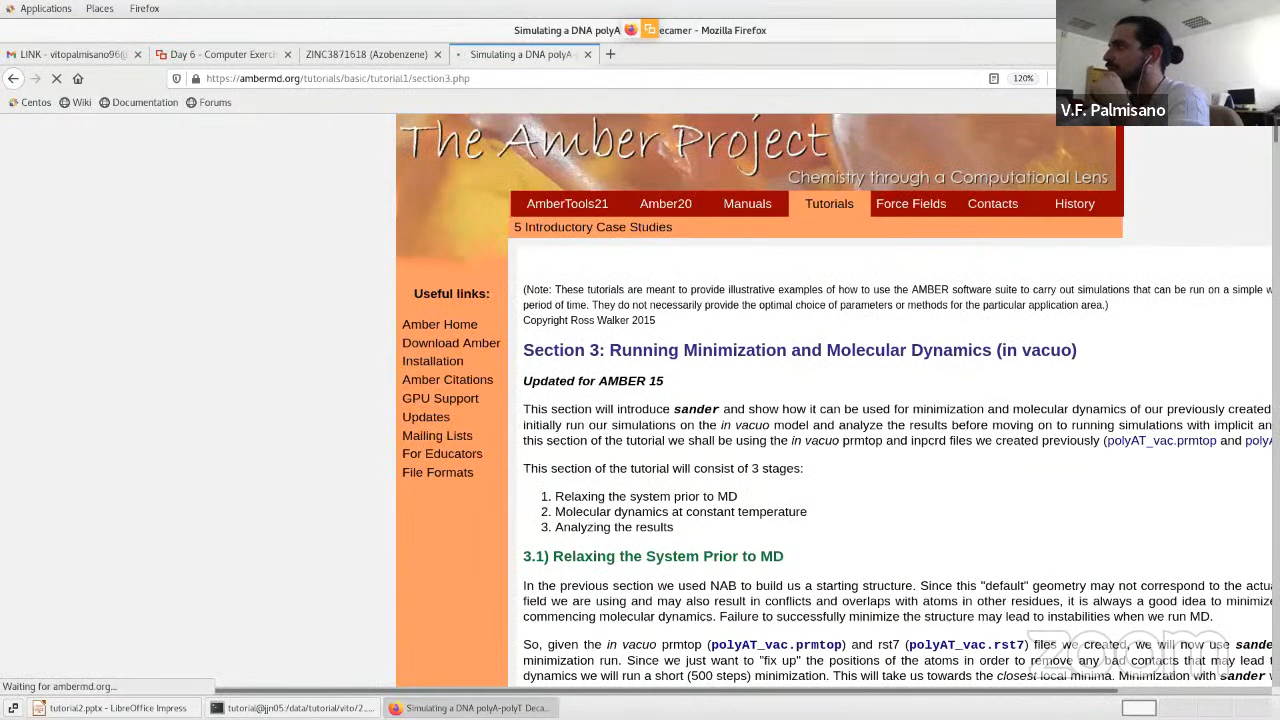 Applications Places Firefox
Simulating a DNA polyA ecamer - Mozilla Firefox
LINK - vitopalmisano96@
Day 6 - Computer Exerci
ZINC3871618 (Azobenzene)
Simulating a DNA polyA-
https://ambermd.org/tutorials/basic/tutorial1/section3.php
120%
Centos Wiki Documentation Forums
V.F. Palmisano
The Amber Project
Chemistry through a Computational Lens
AmberTools21 Amber20 Manuals Tutorials Force Fields Contacts History
5 Introductory Case Studies
Useful links:
Amber Home
Download Amber
Installation
Amber Citations
GPU Support
Updates
Mailing Lists
For Educators
File Formats
(Note: These tutorials are meant to provide illustrative examples of how to use the AMBER software suite to carry out simulations that can be run on a simple w
period of time. They do not necessarily provide the optimal choice of parameters or methods for the particular application area.)
Copyright Ross Walker 2015
Section 3: Running Minimization and Molecular Dynamics (in vacuo)
Updated for AMBER 15
This section will introduce sander and show how it can be used for minimization and molecular dynamics of our previously created
initially run our simulations on the in vacuo model and analyze the results before moving on to running simulations with implicit an
this section of the tutorial we shall be using the in vacuo prmtop and inpcrd files we created previously (polyAT_vac.prmtop and polyA
This section of the tutorial will consist of 3 stages:
1. Relaxing the system prior to MD
2. Molecular dynamics at constant temperature
3. Analyzing the results
3.1) Relaxing the System Prior to MD
In the previous section we used NAB to build us a starting structure. Since this "default" geometry may not correspond to the actua
field we are using and may also result in conflicts and overlaps with atoms in other residues, it is always a good idea to minimize
commencing molecular dynamics. Failure to successfully minimize the structure may lead to instabilities when we run MD.
So, given the in vacuo prmtop (polyAT_vac.prmtop) and rst7 (polyAT_vac.rst7) files we created, we will now use sande
minimization run. Since we just want to "fix up" the positions of the atoms in order to remove any bad contacts that may lead t
dynamics we will run a short (500 steps) minimization. This will take us towards the closest local minima. Minimization with sander w
zoom
Waiting for ambermd.org...
tutorial2.pptx - LibreOffice Impress
tutorial@jjn05:/data/tutorial/vito/2....
Simulating a DNA polyA-polyT Deca...